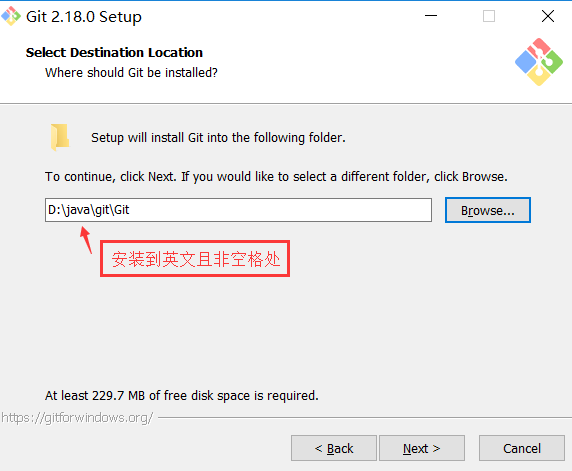 Git 2.18.0 Setup
Select Destination Location
Where should Git be installed?
Setup will install Git into the following folder.
To continue, click Next. If you would like to select a different folder, click Browse.
D:\java\git\Git
Browse...
安装到英文且非空格处
At least 229.7 MB of free disk space is required.
https://gitforwindows.org/
< Back
Next >
Cancel